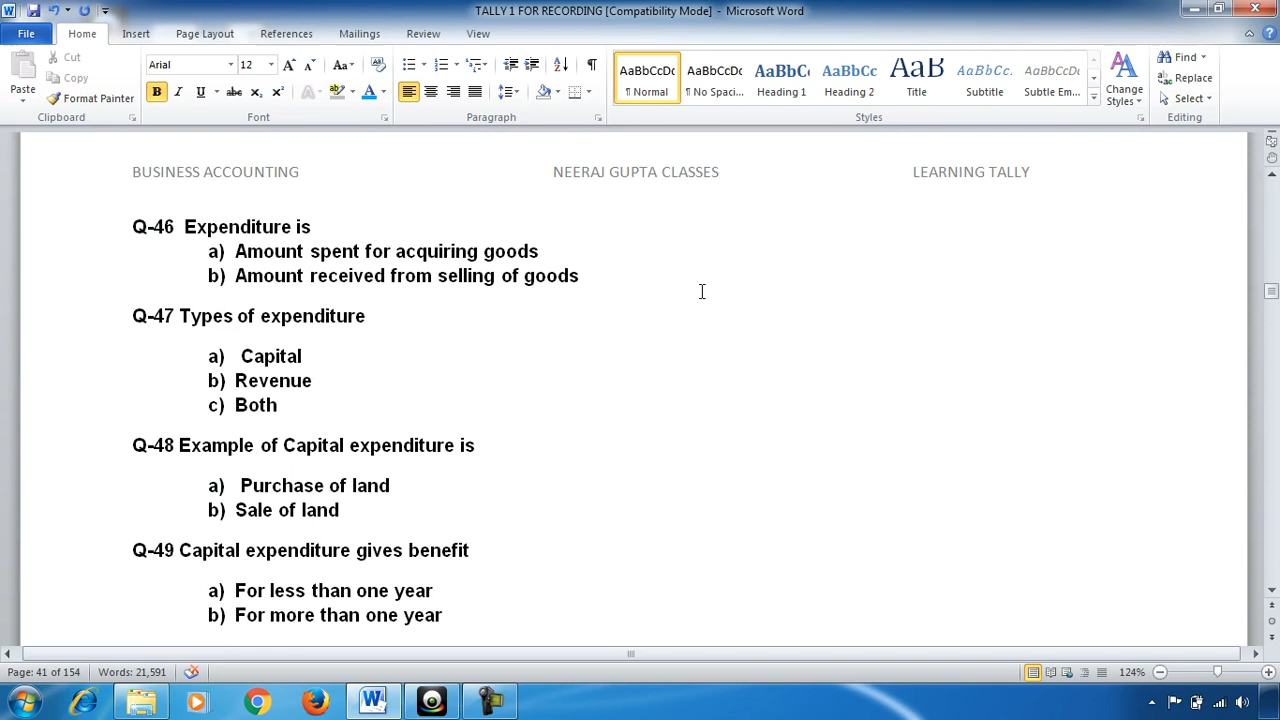 TALLY 1 FOR RECORDING [Compatibility Mode] - Microsoft Word
File Home Insert Page Layout References Mailings Review View
Paste
Cut
Copy
Format Painter
Clipboard
Arial 12
Font
Paragraph
AaBbCcDc ¶ Normal
AaBbCcDc ¶ No Spaci...
AaBbCc Heading 1
AaBbCc Heading 2
AaB Title
AaBbCc. Subtitle
AaBbCcDc Subtle Em...
Change Styles
Styles
Find
Replace
Select
Editing
BUSINESS ACCOUNTING NEERAJ GUPTA CLASSES LEARNING TALLY
Q-46 Expenditure is
a) Amount spent for acquiring goods
b) Amount received from selling of goods
Q-47 Types of expenditure
a) Capital
b) Revenue
c) Both
Q-48 Example of Capital expenditure is
a) Purchase of land
b) Sale of land
Q-49 Capital expenditure gives benefit
a) For less than one year
b) For more than one year
Page: 41 of 154 Words: 21,591 124%
1:46 PM